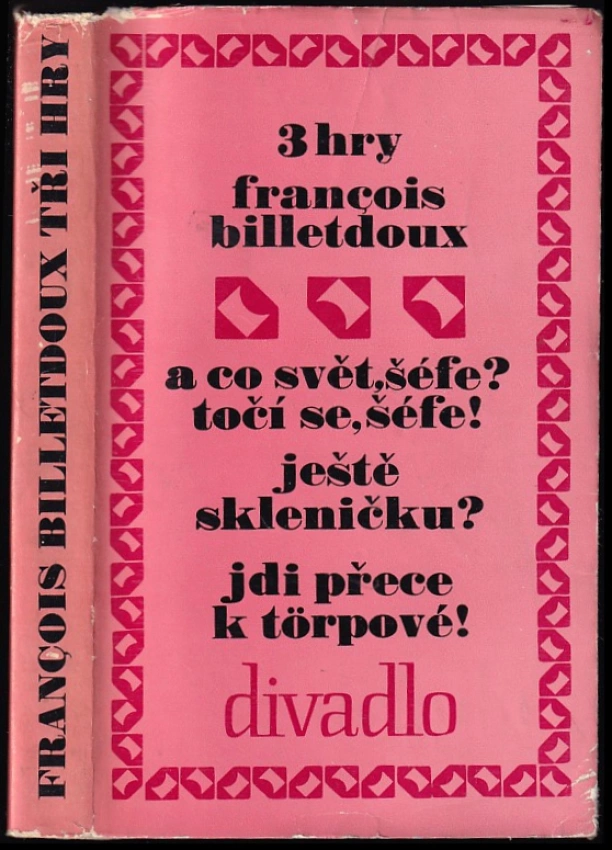 FRANÇOIS BILLETDOUX TŘI HRY
3 hry
françois
billetdoux
a co svět, šéfe?
točí se, šéfe!
ještě
skleničku?
jdi přece
k törpové!
divadlo